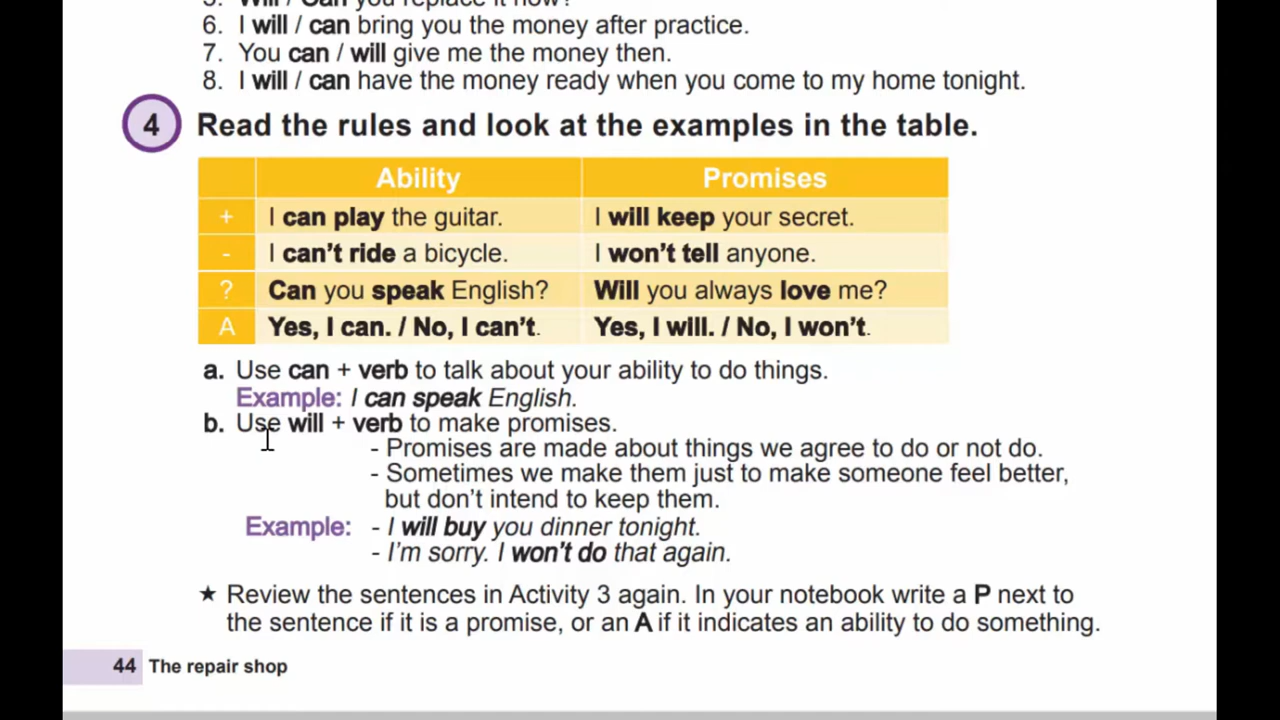 5. Will / Can you replace it now?
6. I will / can bring you the money after practice.
7. You can / will give me the money then.
8. I will / can have the money ready when you come to my home tonight.
4 Read the rules and look at the examples in the table.
Ability Promises
+ I can play the guitar. I will keep your secret.
- I can't ride a bicycle. I won't tell anyone.
? Can you speak English? Will you always love me?
A Yes, I can. / No, I can't. Yes, I will. / No, I won't.
a. Use can + verb to talk about your ability to do things.
Example: I can speak English.
b. Use will + verb to make promises.
- Promises are made about things we agree to do or not do.
- Sometimes we make them just to make someone feel better,
but don't intend to keep them.
Example: - I will buy you dinner tonight.
- I'm sorry. I won't do that again.
★ Review the sentences in Activity 3 again. In your notebook write a P next to
the sentence if it is a promise, or an A if it indicates an ability to do something.
44 The repair shop